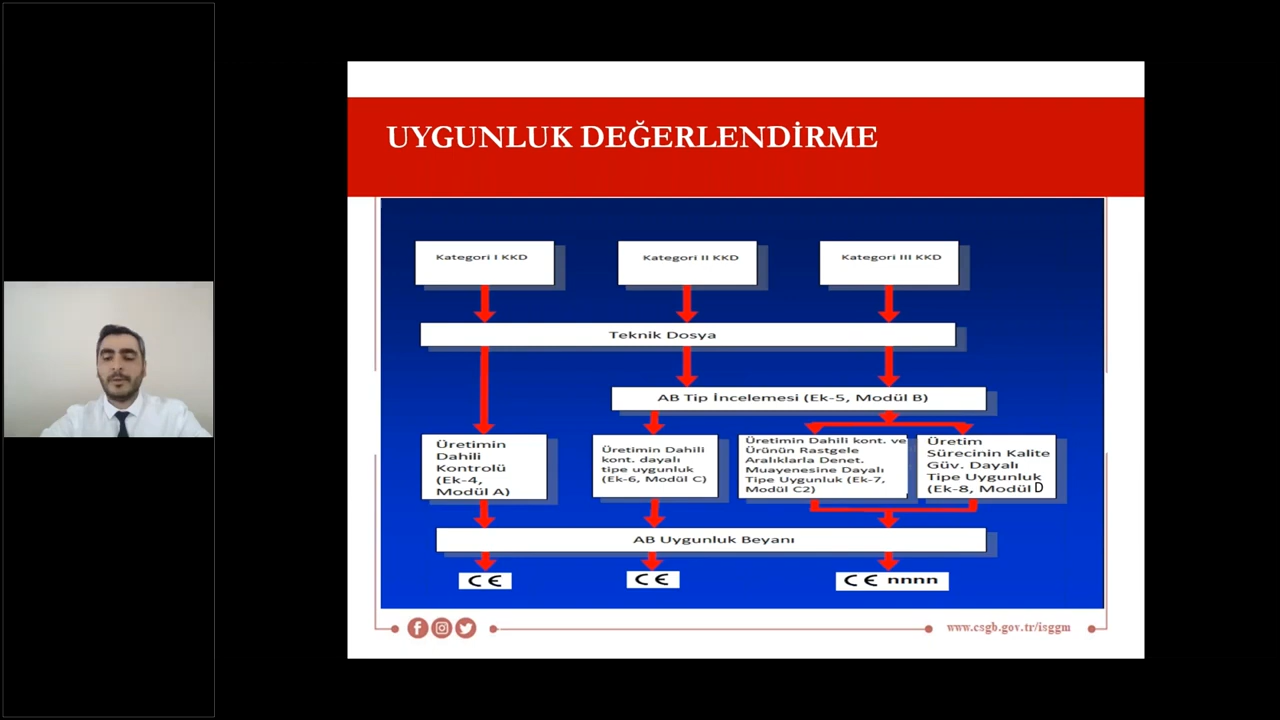 UYGUNLUK DEĞERLENDİRME
Kategori I KKD
Kategori II KKD
Kategori III KKD
Teknik Dosya
AB Tip İncelemesi (Ek-5, Modül B)
Üretimin
Dahili
Kontrolü
(Ek-4,
Modül A)
Üretimin Dahili
kont. dayalı
tipe uygunluk
(Ek-6, Modül C)
Üretimin Dahili kont. ve
Ürünün Rastgele
Aralıklarla Denet.
Muayenesine Dayalı
Tipe Uygunluk (Ek-7,
Modül C2)
Üretim
Sürecinin Kalite
Güv. Dayalı
Tipe Uygunluk
(Ek-8, Modül D
AB Uygunluk Beyanı
CE
CE
CE nnnn
www.csgb.gov.tr/isggm